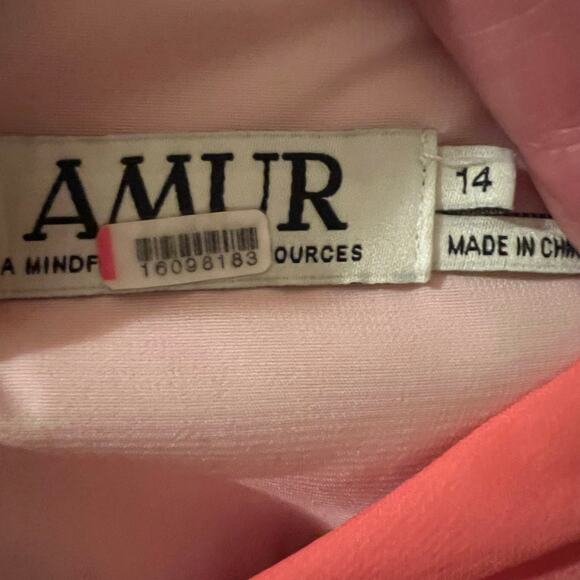 AMUR
A MINDF OURCES
16098183
14
MADE IN CHIN